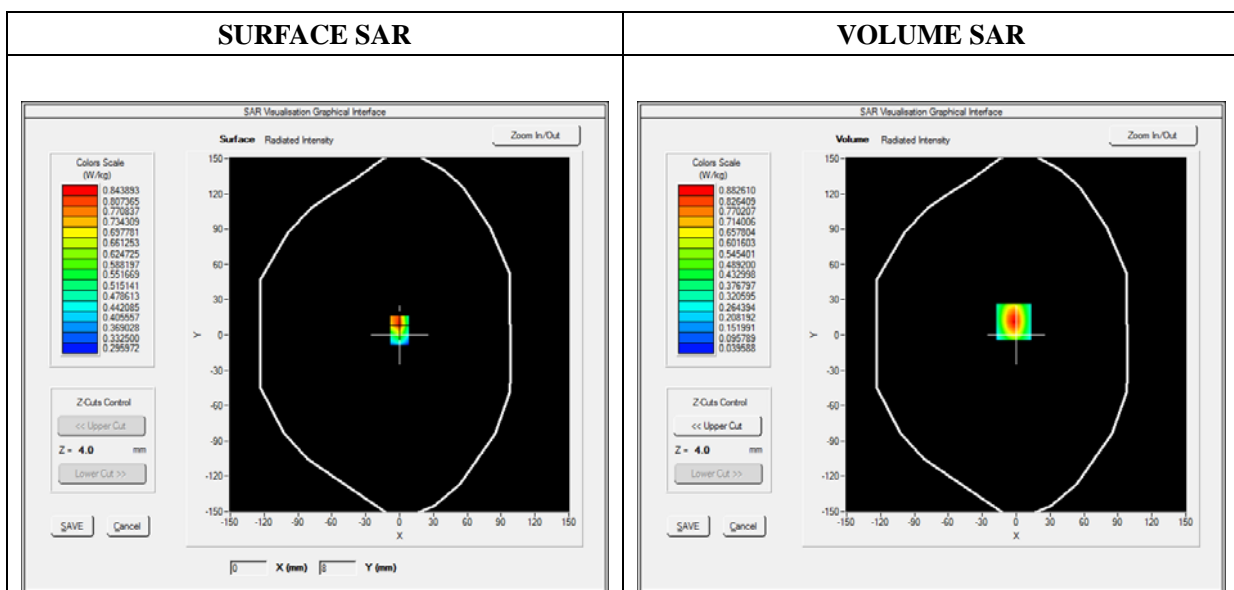 SURFACE SAR
VOLUME SAR
SAR Visualisation Graphical Interface
Surface Radiated Intensity
Zoom In/Out
Colors Scale
(W/kg)
0.843893
0.807365
0.770837
0.734309
0.697781
0.661253
0.624725
0.588197
0.551669
0.515141
0.478613
0.442085
0.405557
0.369028
0.332500
0.295972
Z-Cuts Control
<< Upper Cut
Z = 4.0 mm
Lower Cut >>
SAVE Cancel
150
120
90
60
30
0
-30
-60
-90
-120
-150
Y
-150 -120 -90 -60 -30 0 30 60 90 120 150
X
0 X (mm) 8 Y (mm)
SAR Visualisation Graphical Interface
Volume Radiated Intensity
Zoom In/Out
Colors Scale
(W/kg)
0.882610
0.826409
0.770207
0.714006
0.657804
0.601603
0.545401
0.489200
0.432998
0.376797
0.320595
0.264394
0.208192
0.151991
0.095789
0.039588
Z-Cuts Control
<< Upper Cut
Z = 4.0 mm
Lower Cut >>
SAVE Cancel
150
120
90
60
30
0
-30
-60
-90
-120
-150
Y
-150 -120 -90 -60 -30 0 30 60 90 120 150
X